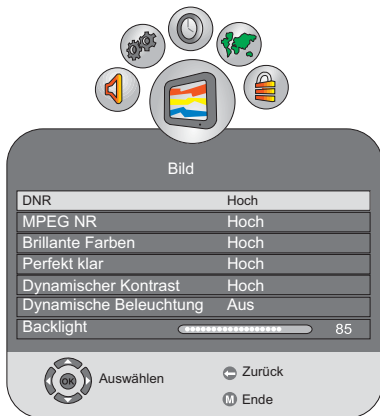 Bild
DNR Hoch
MPEG NR Hoch
Brillante Farben Hoch
Perfekt klar Hoch
Dynamischer Kontrast Hoch
Dynamische Beleuchtung Aus
Backlight 85
OK Auswählen
Zurück
M Ende